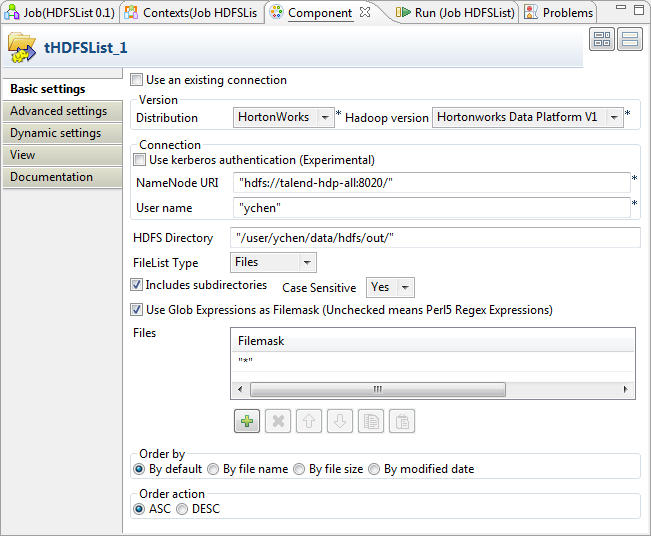 Job(HDFSList 0.1) Contexts(Job HDFSLis Component Run (Job HDFSList) Problems
tHDFSList_1
Basic settings
Advanced settings
Dynamic settings
View
Documentation
Use an existing connection
Version
Distribution HortonWorks * Hadoop version Hortonworks Data Platform V1 *
Connection
Use kerberos authentication (Experimental)
NameNode URI "hdfs://talend-hdp-all:8020/" *
User name "ychen" *
HDFS Directory "/user/ychen/data/hdfs/out/"
FileList Type Files
Includes subdirectories Case Sensitive Yes
Use Glob Expressions as Filemask (Unchecked means Perl5 Regex Expressions)
Files
Filemask
"*"
Order by
By default By file name By file size By modified date
Order action
ASC DESC